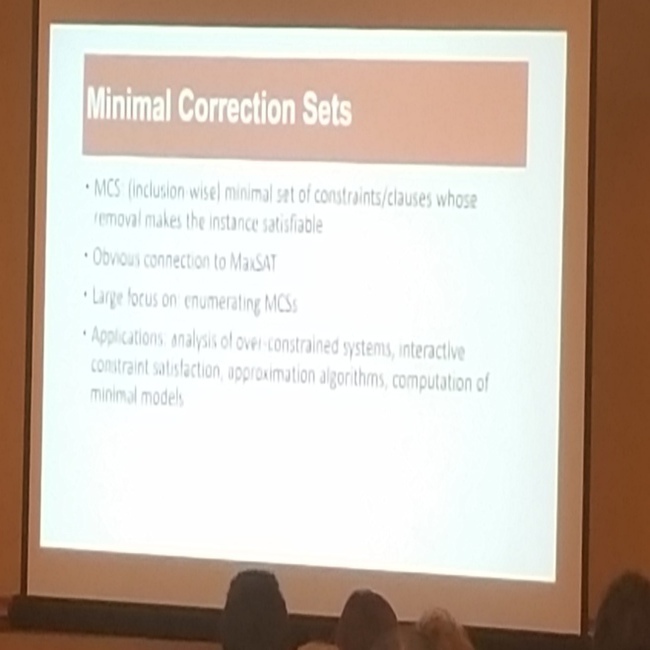 Minimal Correction Sets
• MCS: (inclusion-wise) minimal set of constraints/clauses whose
removal makes the instance satisfiable
• Obvious connection to MaxSAT
• Large focus on: enumerating MCSs
• Applications: analysis of over-constrained systems, interactive
constraint satisfaction, approximation algorithms, computation of
minimal models